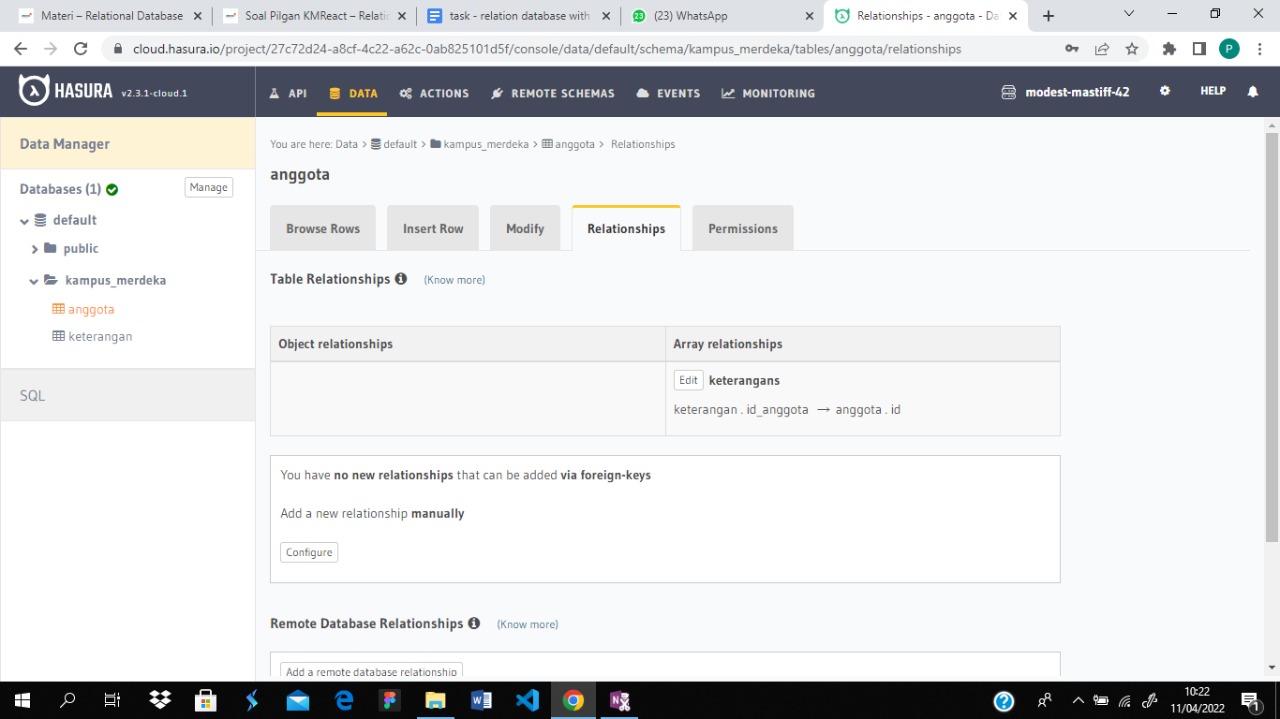 Materi – Relational Database
Soal Pilgan KMReact – Relatio
task - relation database with
(23) WhatsApp
Relationships - anggota - Da
cloud.hasura.io/project/27c72d24-a8cf-4c22-a62c-0ab825101d5f/console/data/default/schema/kampus_merdeka/tables/anggota/relationships
P
HASURA v2.3.1-cloud.1
API DATA ACTIONS REMOTE SCHEMAS EVENTS MONITORING
modest-mastiff-42 HELP
Data Manager
Databases (1) Manage
default
public
kampus_merdeka
anggota
keterangan
SQL
You are here: Data > default > kampus_merdeka > anggota > Relationships
anggota
Browse Rows Insert Row Modify Relationships Permissions
Table Relationships (Know more)
Object relationships Array relationships
Edit keterangans
keterangan . id_anggota → anggota . id
You have no new relationships that can be added via foreign-keys
Add a new relationship manually
Configure
Remote Database Relationships (Know more)
Add a remote database relationship
10:22
11/04/2022
1